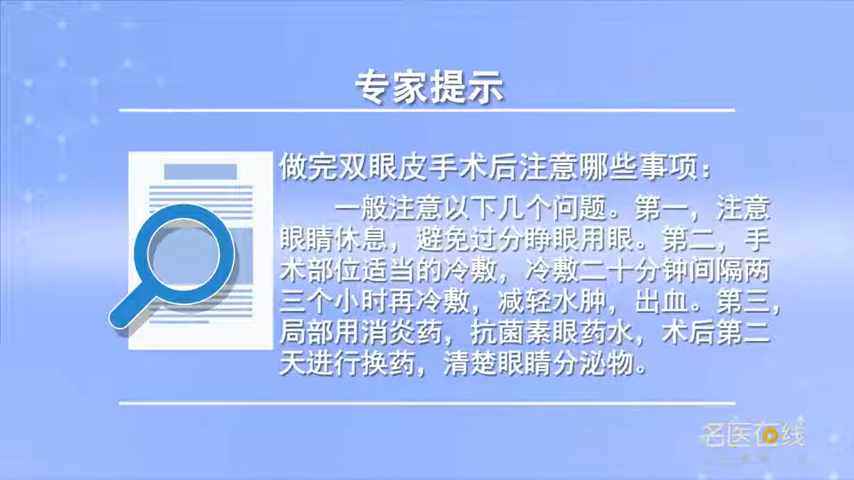 专家提示
做完双眼皮手术后注意哪些事项：
一般注意以下几个问题。第一，注意
眼睛休息，避免过分睁眼用眼。第二，手
术部位适当的冷敷，冷敷二十分钟间隔两
三个小时再冷敷，减轻水肿，出血。第三，
局部用消炎药，抗菌素眼药水，术后第二
天进行换药，清楚眼睛分泌物。
名医在线